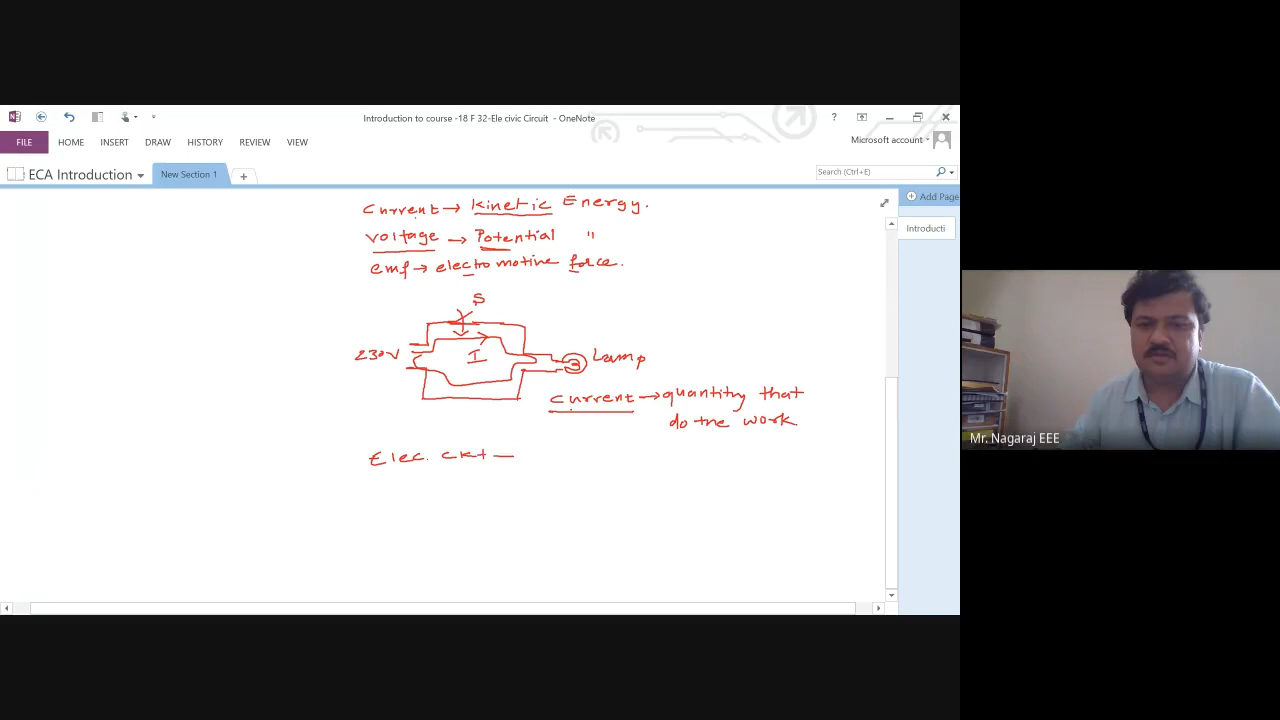 Introduction to course -18 F 32-Ele civic Circuit - OneNote
?
Microsoft account
FILE HOME INSERT DRAW HISTORY REVIEW VIEW
ECA Introduction New Section 1 +
Search (Ctrl+E)
Add Page
Introducti
Current → Kinetic Energy.
Voltage → Potential "
emf → electro motive force.
S
230V I Lamp
Current → quantity that
do the work
Elec. ckt —
Mr. Nagaraj EEE